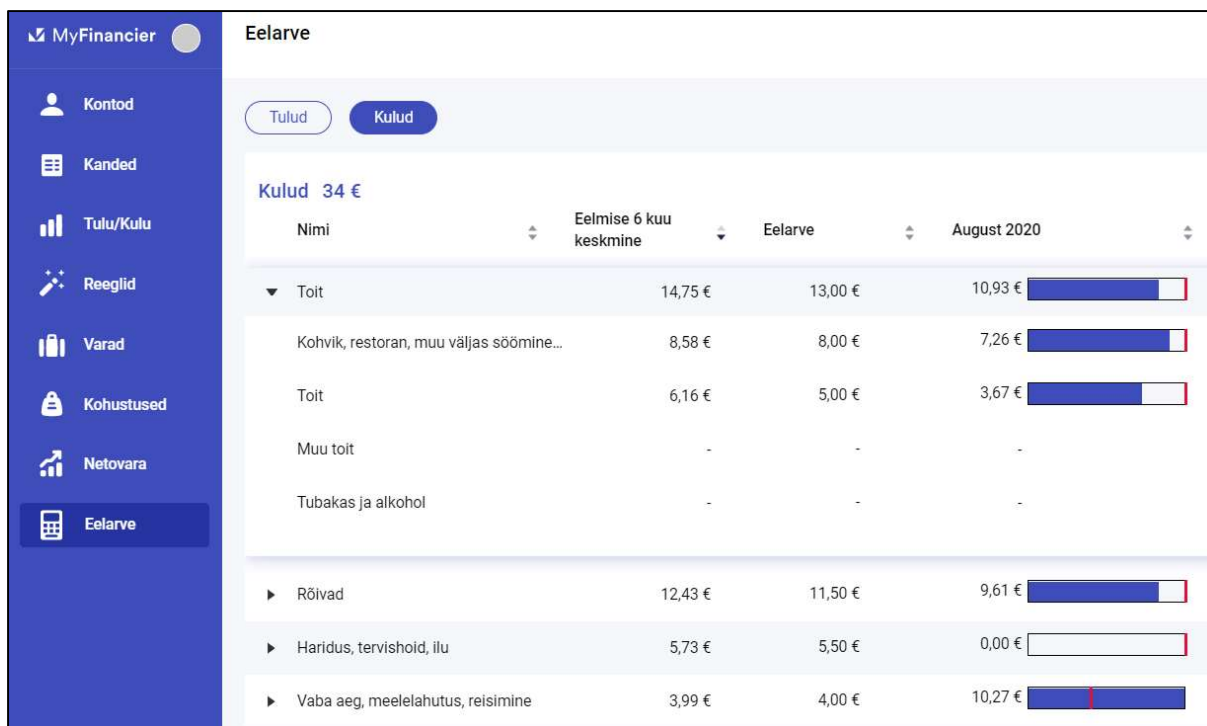 MyFinancier
Eelarve
Kontod
Kanded
Tulu/Kulu
Reeglid
Varad
Kohustused
Netovara
Eelarve
Tulud Kulud
Kulud 34 €
Nimi Eelmise 6 kuu keskmine Eelarve August 2020
Toit 14,75 € 13,00 € 10,93 €
Kohvik, restoran, muu väljas söömine... 8,58 € 8,00 € 7,26 €
Toit 6,16 € 5,00 € 3,67 €
Muu toit - - -
Tubakas ja alkohol - - -
Rõivad 12,43 € 11,50 € 9,61 €
Haridus, tervishoid, ilu 5,73 € 5,50 € 0,00 €
Vaba aeg, meelelahutus, reisimine 3,99 € 4,00 € 10,27 €